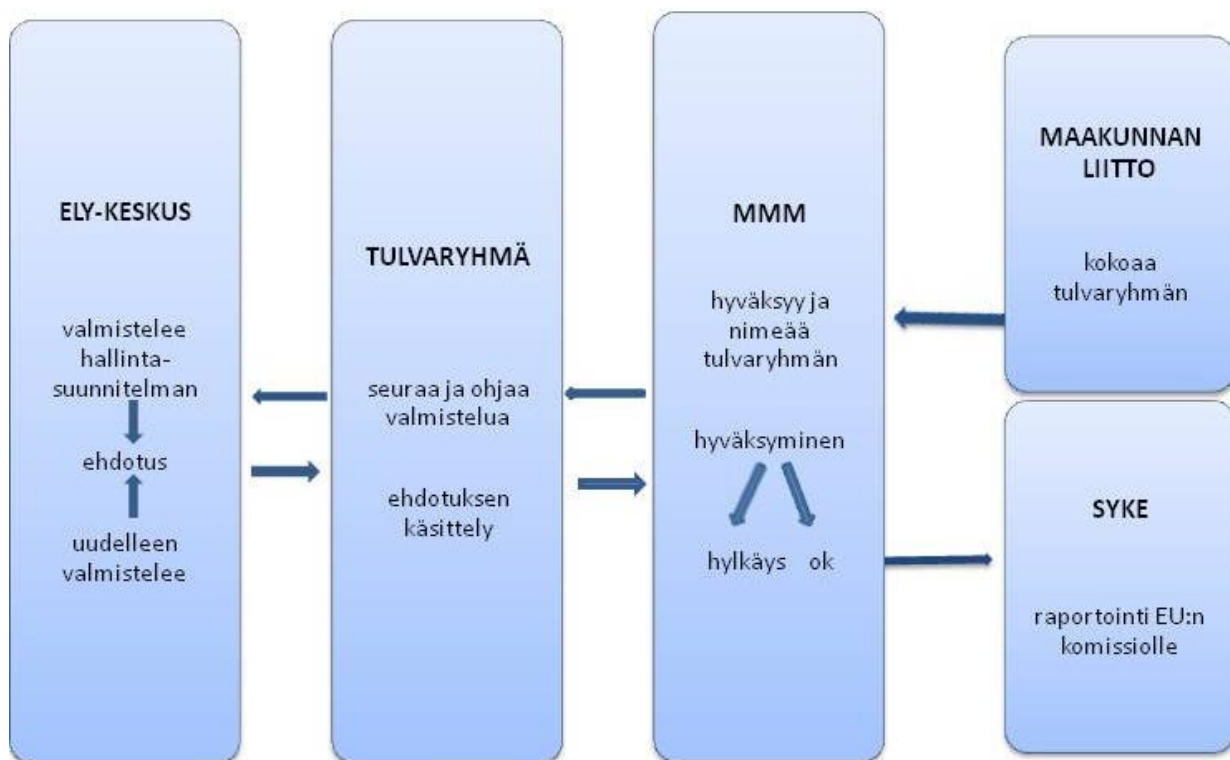 ELY-KESKUS
valmistelee
hallinta-
suunnitelman
ehdotus
uudelleen
valmistelee
TULVARYHMÄ
seuraa ja ohjaa
valmistelua
ehdotuksen
käsittely
MMM
hyväksyy ja
nimeää
tulvaryhmän
hyväksyminen
hylkäys ok
MAAKUNNAN
LIITTO
kokoaa
tulvaryhmän
SYKE
raportointi EU:n
komissiolle